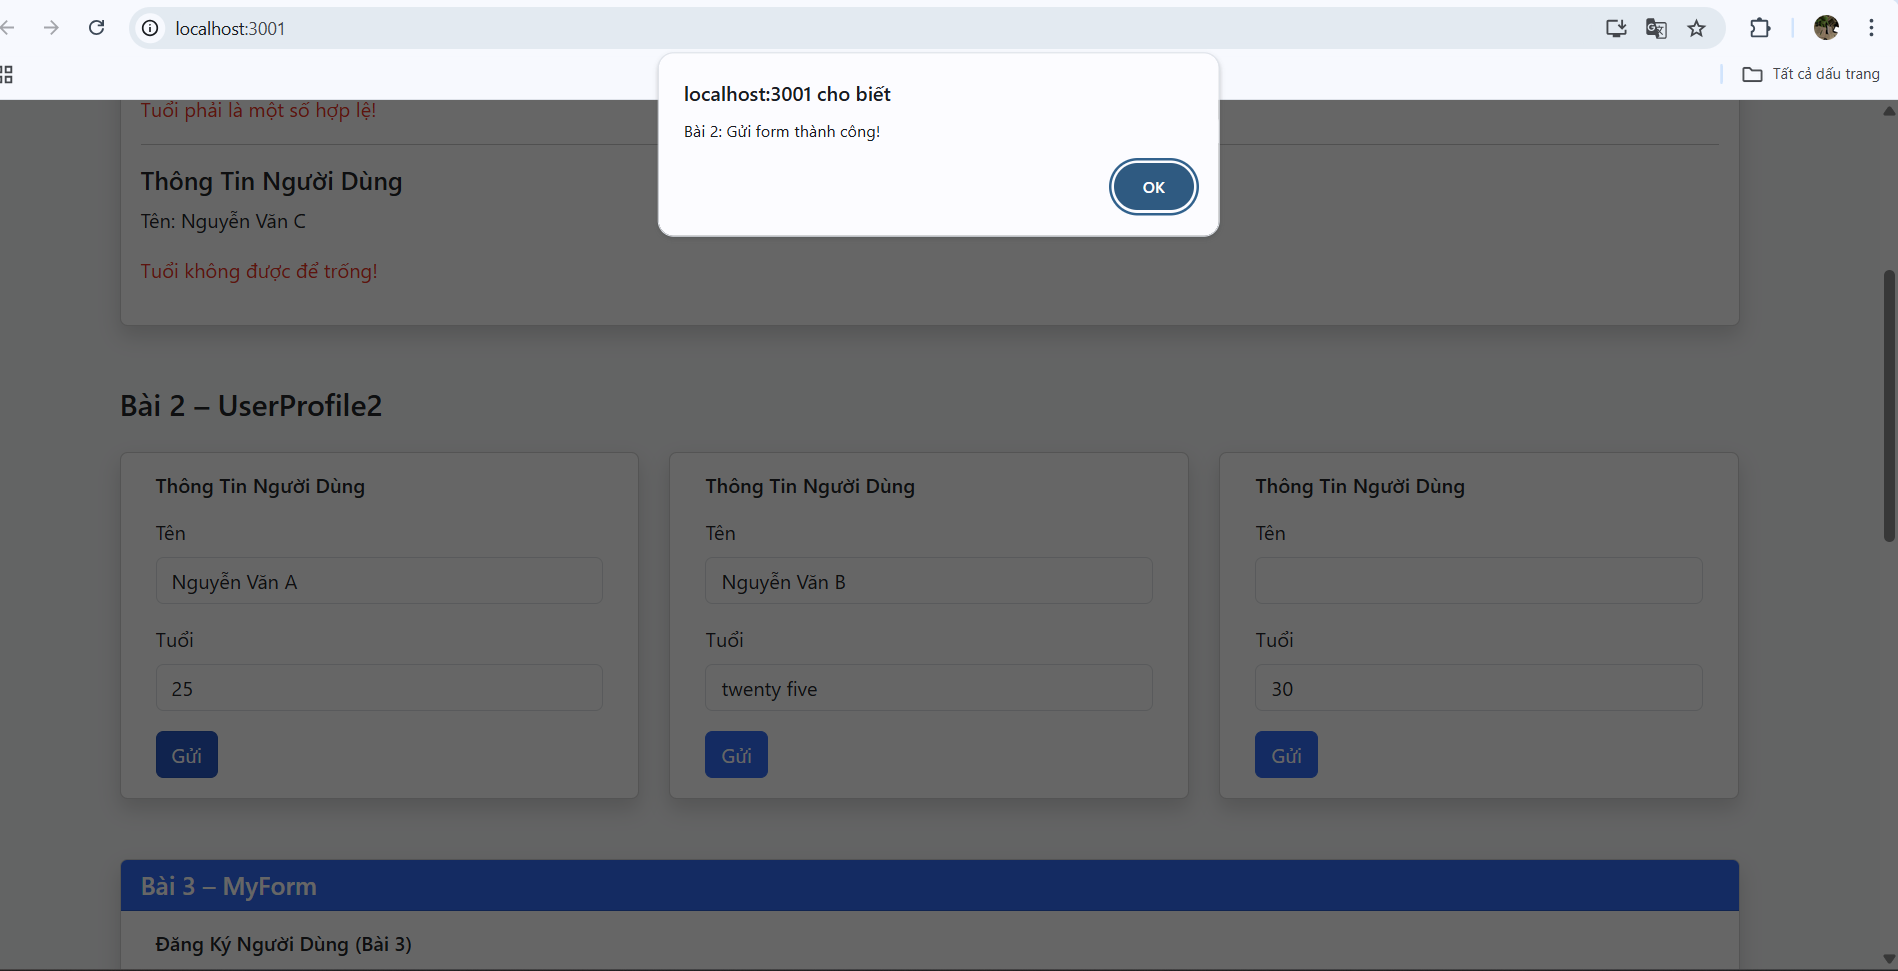 localhost:3001
Tất cả dấu trang
localhost:3001 cho biết
Bài 2: Gửi form thành công!
OK
Tuổi phải là một số hợp lệ!
Thông Tin Người Dùng
Tên: Nguyễn Văn C
Tuổi không được để trống!
Bài 2 – UserProfile2
Thông Tin Người Dùng
Tên
Nguyễn Văn A
Tuổi
25
Gửi
Thông Tin Người Dùng
Tên
Nguyễn Văn B
Tuổi
twenty five
Gửi
Thông Tin Người Dùng
Tên
Tuổi
30
Gửi
Bài 3 – MyForm
Đăng Ký Người Dùng (Bài 3)